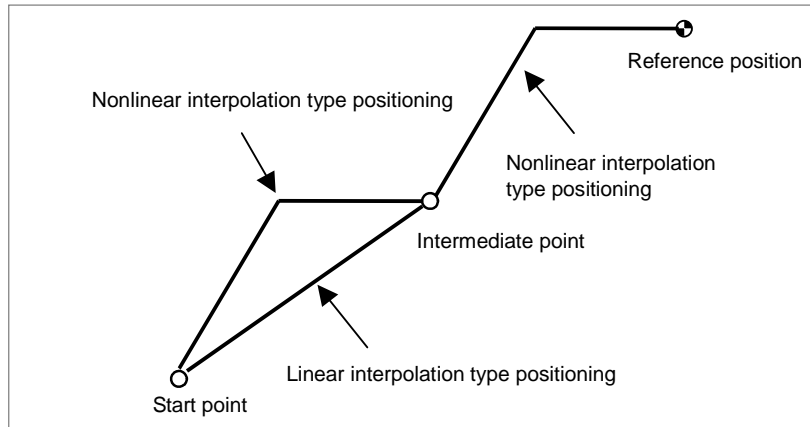 Reference position
Nonlinear interpolation type positioning
Nonlinear interpolation
type positioning
Intermediate point
Linear interpolation type positioning
Start point